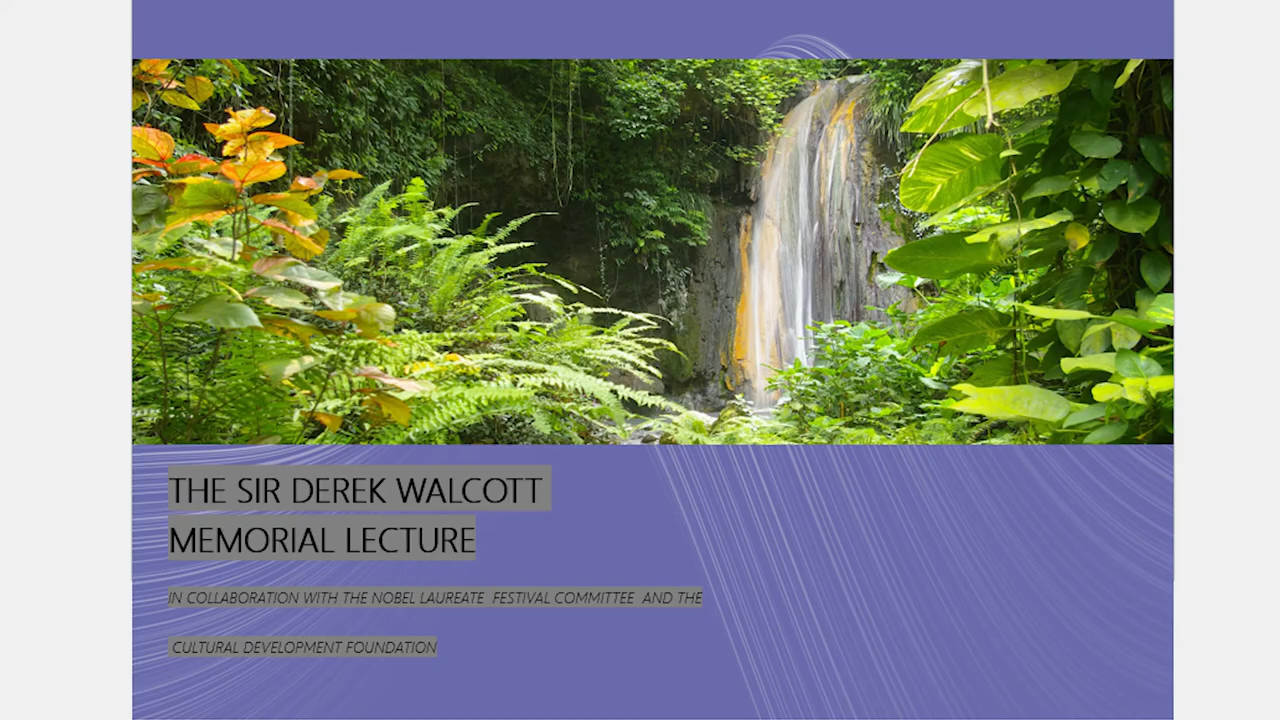 THE SIR DEREK WALCOTT
MEMORIAL LECTURE
IN COLLABORATION WITH THE NOBEL LAUREATE FESTIVAL COMMITTEE AND THE
CULTURAL DEVELOPMENT FOUNDATION